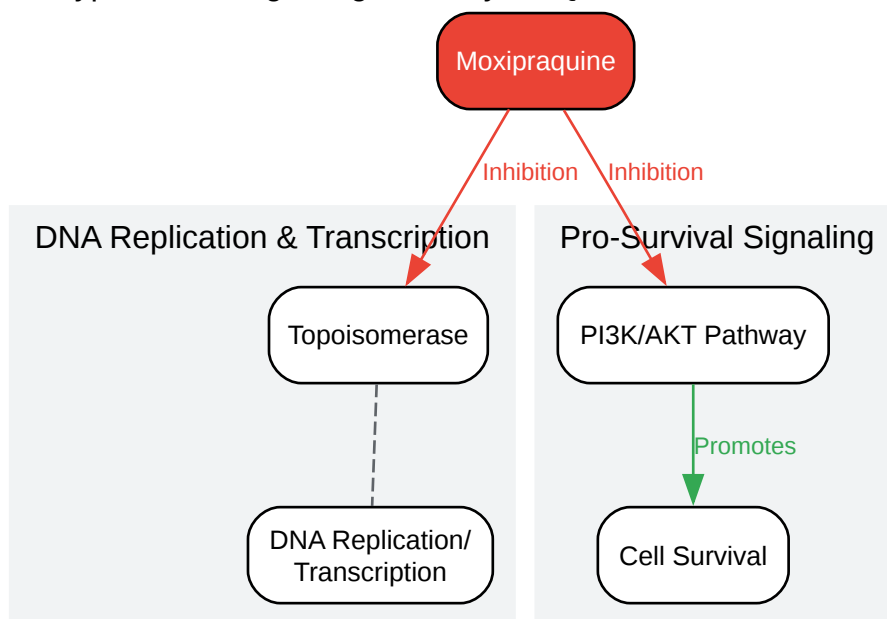 Moxipraquine
Inhibition Inhibition
DNA Replication & Transcription
Pro-Survival Signaling
Topoisomerase
PI3K/AKT Pathway
Promotes
DNA Replication/
Transcription
Cell Survival